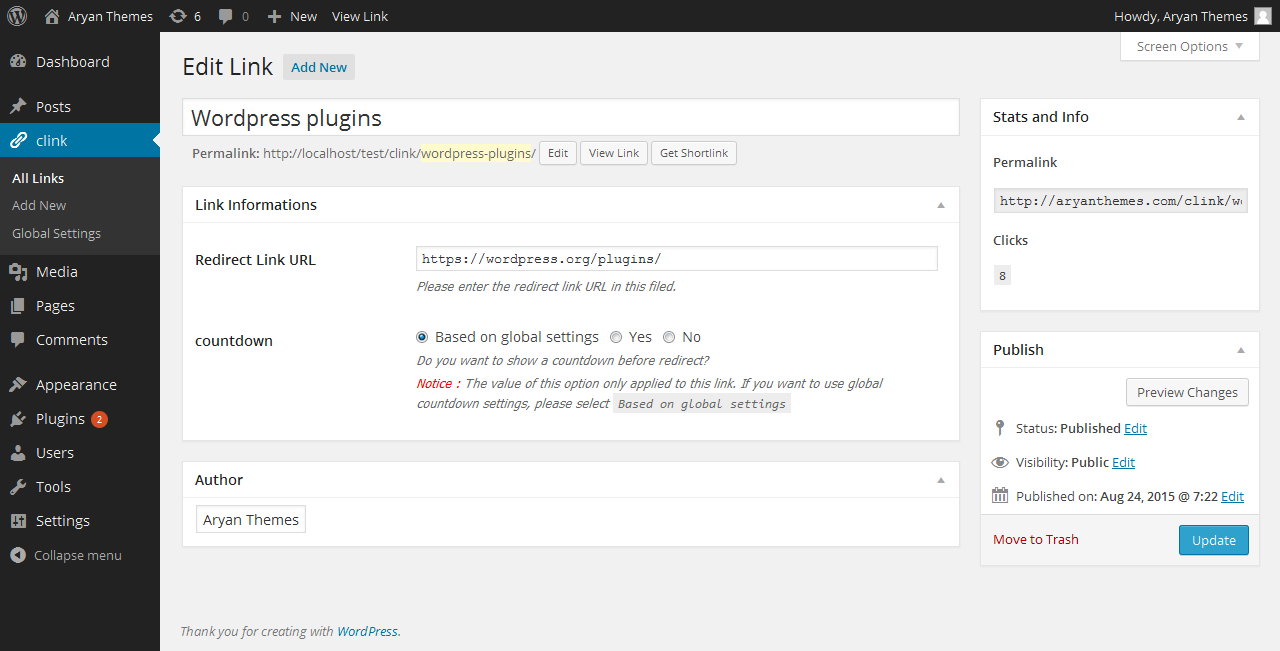 Aryan Themes 6 0 New View Link Howdy, Aryan Themes
Screen Options
Dashboard
Posts
clink
All Links
Add New
Global Settings
Media
Pages
Comments
Appearance
Plugins 2
Users
Tools
Settings
Collapse menu
Edit Link Add New
Wordpress plugins
Permalink: http://localhost/test/clink/wordpress-plugins/ Edit View Link Get Shortlink
Link Informations
Redirect Link URL https://wordpress.org/plugins/
Please enter the redirect link URL in this filed.
countdown Based on global settings Yes No
Do you want to show a countdown before redirect?
Notice : The value of this option only applied to this link. If you want to use global
countdown settings, please select Based on global settings
Author
Aryan Themes
Stats and Info
Permalink
http://aryanthemes.com/clink/w
Clicks
8
Publish
Preview Changes
Status: Published Edit
Visibility: Public Edit
Published on: Aug 24, 2015 @ 7:22 Edit
Move to Trash Update
Thank you for creating with WordPress.